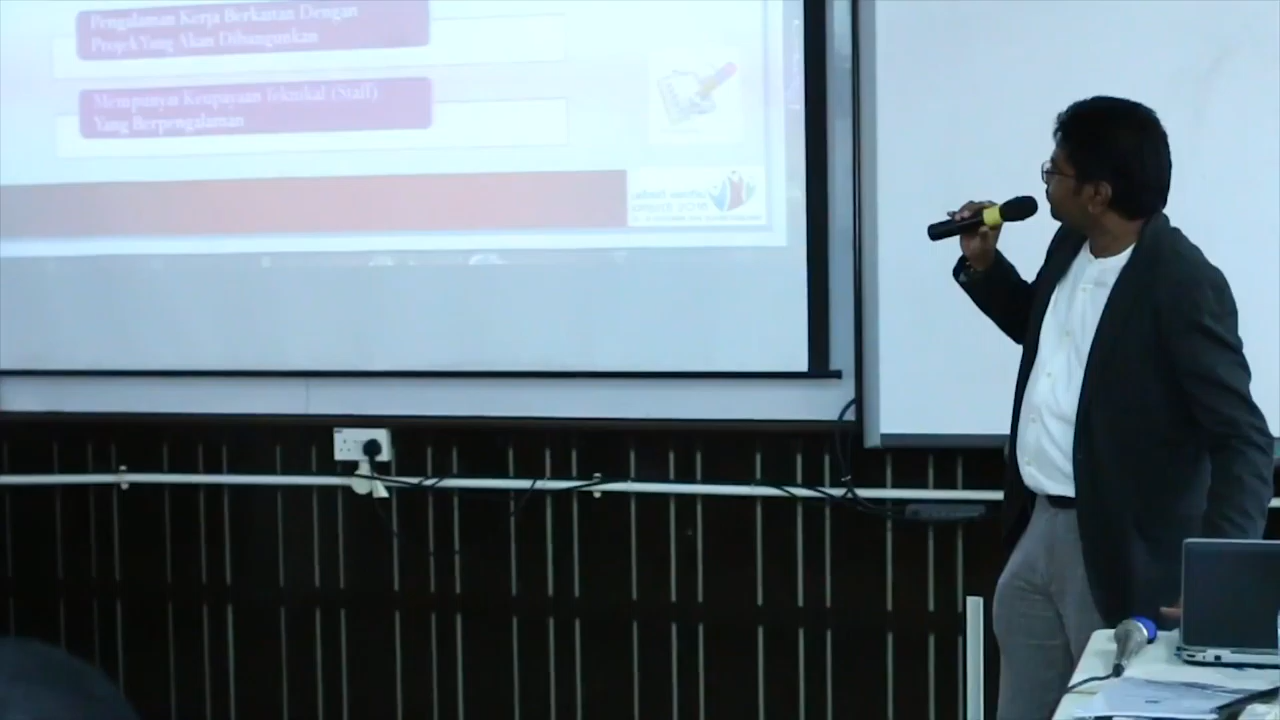 Pengalaman Kerja Berkaitan Dengan
Projek Yang Akan Dibangunkan
Mempunyai Keupayaan Teknikal (Staff)
Yang Berpengalaman